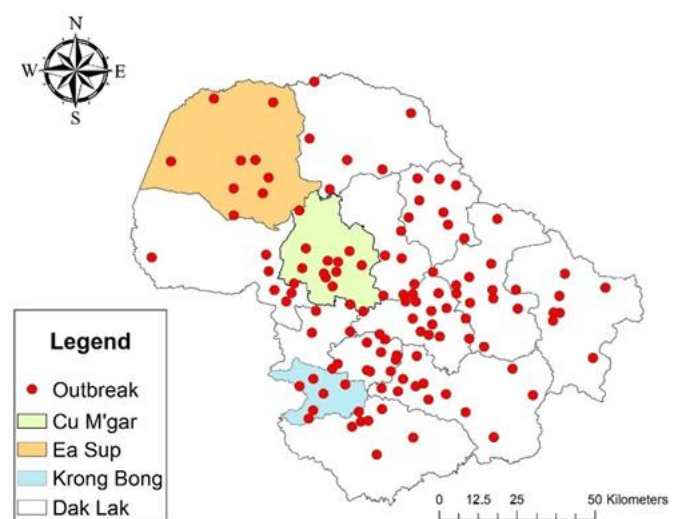 N
W E
S
Legend
Outbreak
Cu M'gar
Ea Sup
Krong Bong
Dak Lak
0 12.5 25 50 Kilometers